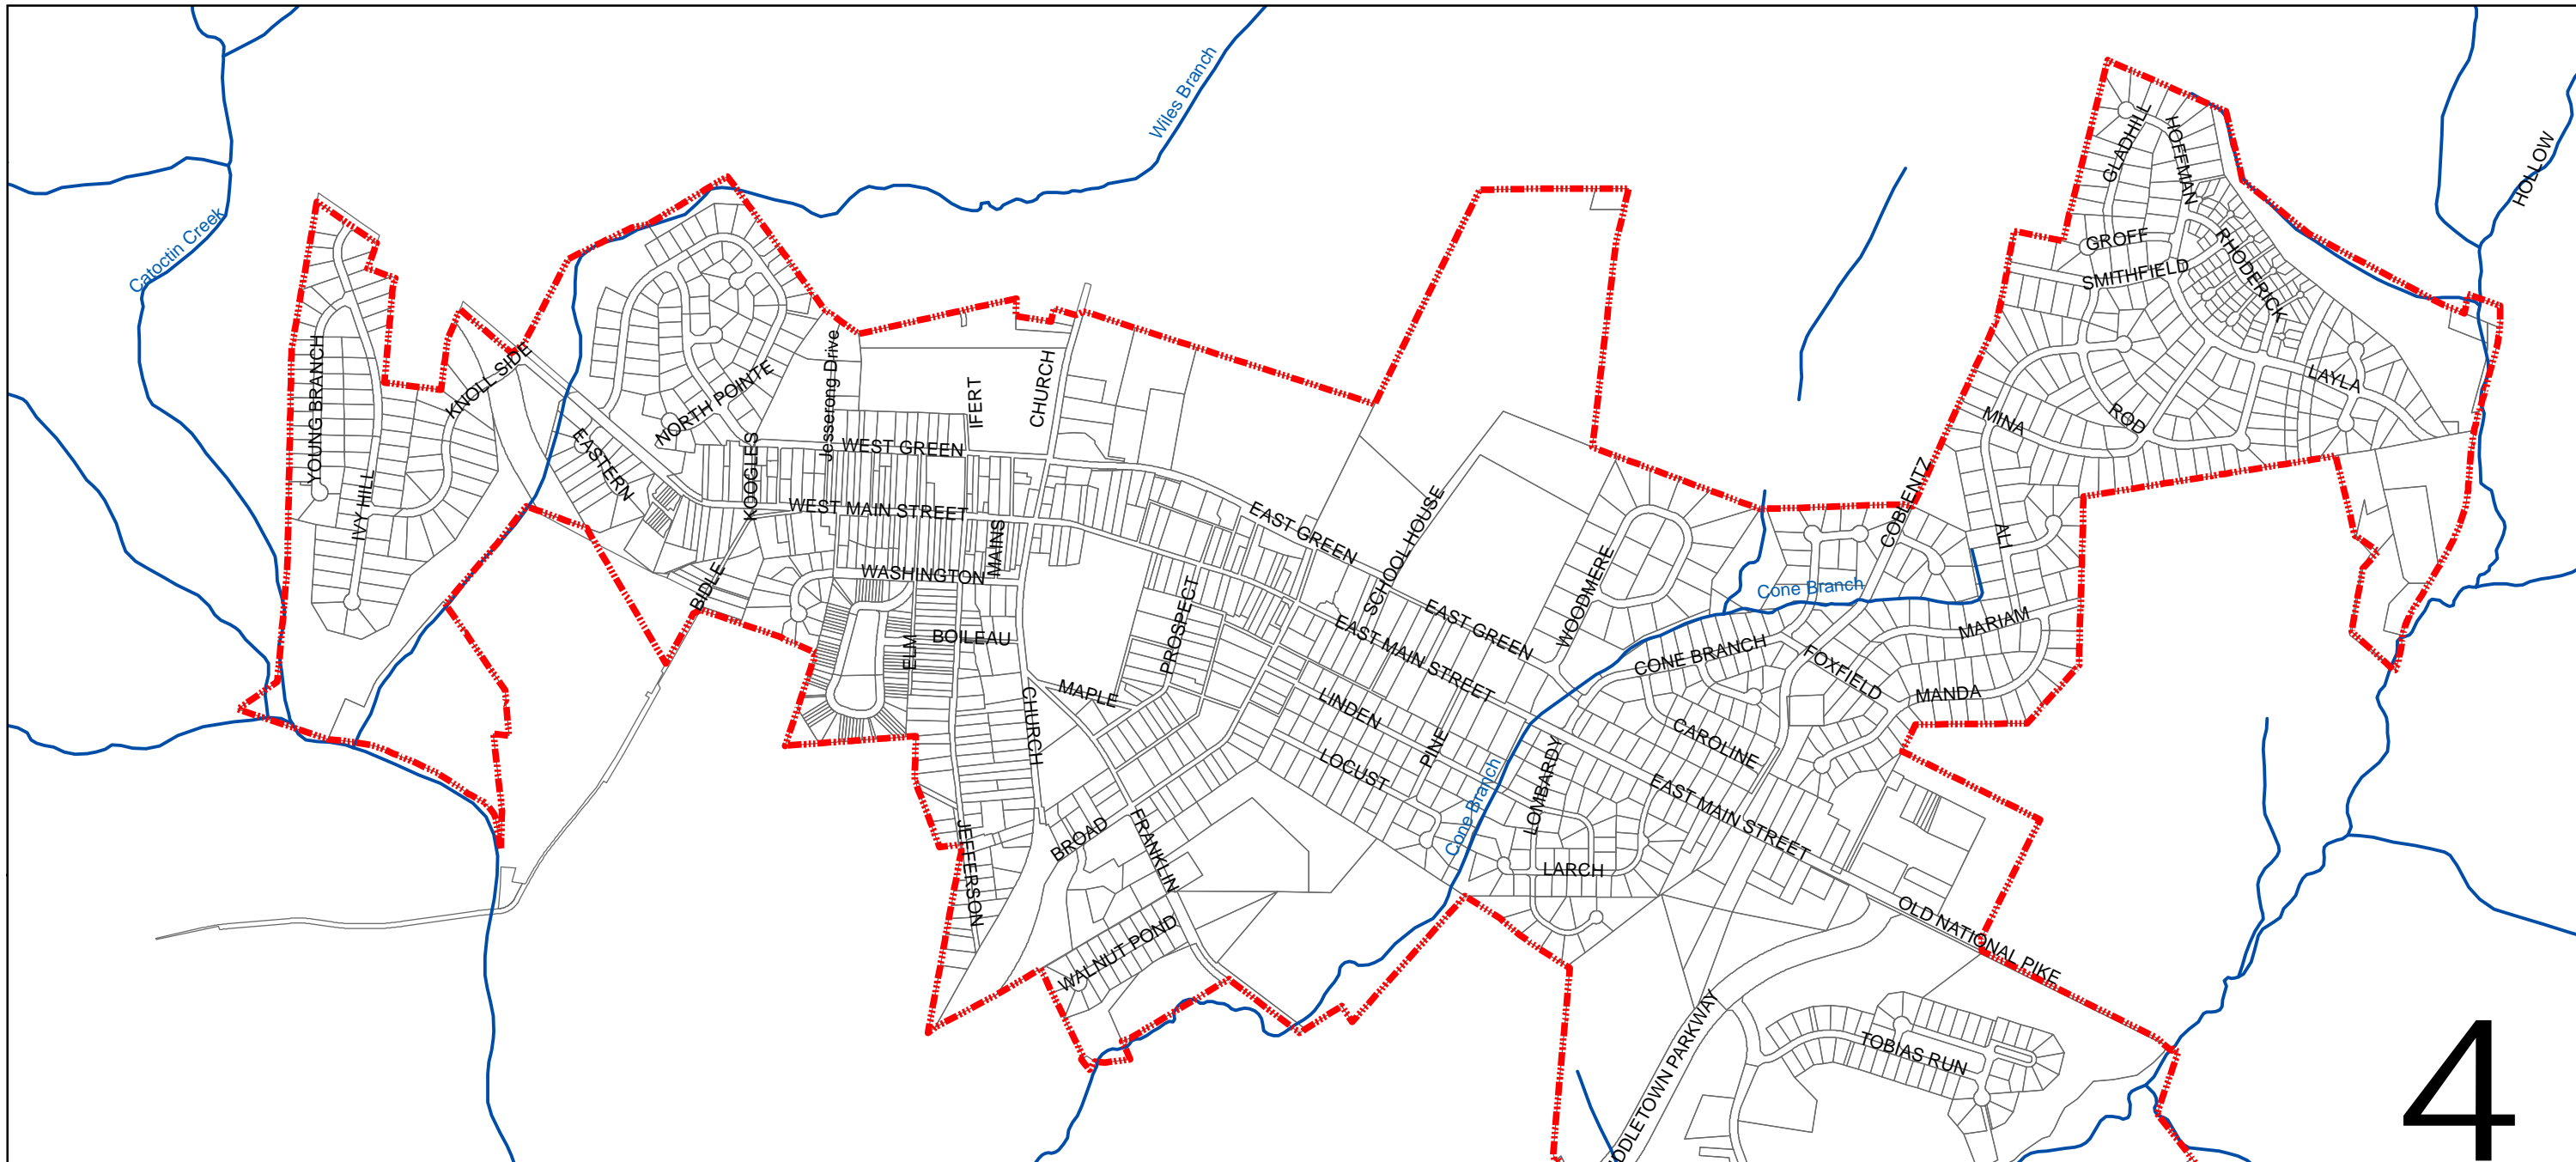 Wiles Branch
Catoctin Creek
HOLLOW
GLADHILL
HOFFMAN
GROFF
SMITHFIELD
RHODERICK
LAYLA
MINA
ROD
COBLENTZ
ALI
YOUNG BRANCH
IVY HILL
KNOLL SIDE
EASTERN
NORTH POINTE
KOOGLES
Jesserong Drive
IFERT
CHURCH
WEST GREEN
WEST MAIN STREET
MAINS
WASHINGTON
BIDLE
ELM
BOILEAU
MAPLE
PROSPECT
EAST GREEN
SCHOOL HOUSE
EAST GREEN
EAST MAIN STREET
WOODMERE
Cone Branch
CONE BRANCH
FOXFIELD
MARIAM
MANDA
CAROLINE
LINDEN
PINE
LOCUST
CHURCH
Cone Branch
LOMBARDY
EAST MAIN STREET
LARCH
BROAD
FRANKLIN
JEFFERSON
WALNUT POND
OLD NATIONAL PIKE
DDLETOWN PARKWAY
TOBIAS RUN
4